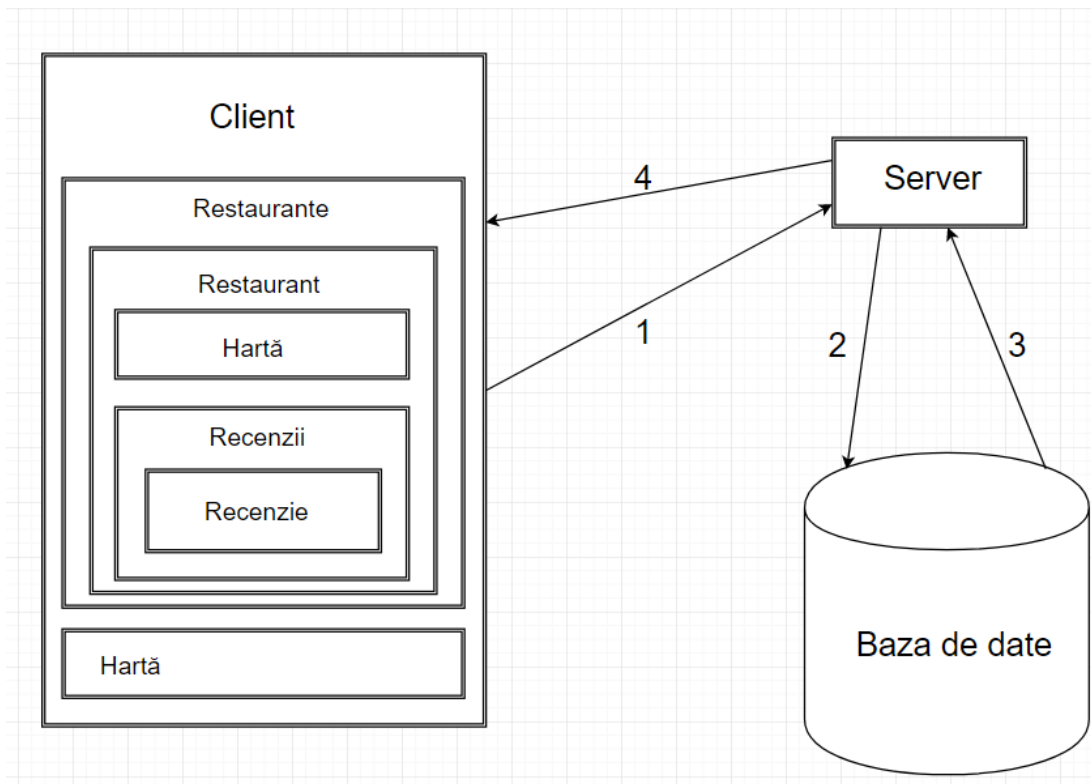 Client
Restaurante
Restaurant
Hartă
Recenzii
Recenzie
Hartă
4
1
Server
2
3
Baza de date